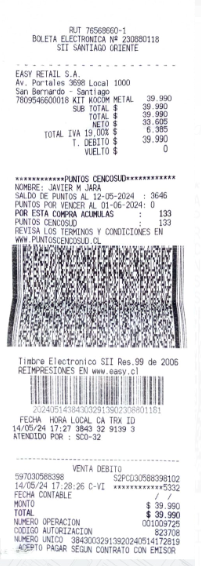 RUT 76568660-1
BOLETA ELECTRONICA Nº 230880118
SII SANTIAGO ORIENTE
EASY RETAIL S.A.
Av. Portales 3698 Local 1000
San Bernardo - Santiago
7809546600018 KIT KOCOM METAL 39.990
SUB TOTAL $ 39.990
TOTAL $ 39.990
NETO $ 33.605
TOTAL IVA 19,00% $ 6.385
T. DEBITO $ 39.990
VUELTO $ 0
************PUNTOS CENCOSUD************
NOMBRE: JAVIER M JARA
SALDO DE PUNTOS AL 12-05-2024 : 3646
PUNTOS POR VENCER AL 01-06-2024: 0
POR ESTA COMPRA ACUMULAS : 133
PUNTOS CENCOSUD : 133
REVISA LOS TERMINOS Y CONDICIONES EN
WWW.PUNTOSCENCOSUD.CL
Timbre Electronico SII Res.99 de 2006
REIMPRESIONES EN www.easy.cl
FECHA HORA LOCAL CA TRX ID
14/05/24 17:27 3843 32 9139 3
ATENDIDO POR : SCO-32
VENTA DEBITO
597030588398 S2PC030588398102
14/05/24 17:28:26 C-VI ************5332
FECHA CONTABLE / /
MONTO $ 39.990
TOTAL $ 39.990
NUMERO OPERACION 001009725
CODIGO AUTORIZACION 823708
NUMERO UNICO 38430032913920240514172819
ACEPTO PAGAR SEGUN CONTRATO CON EMISOR